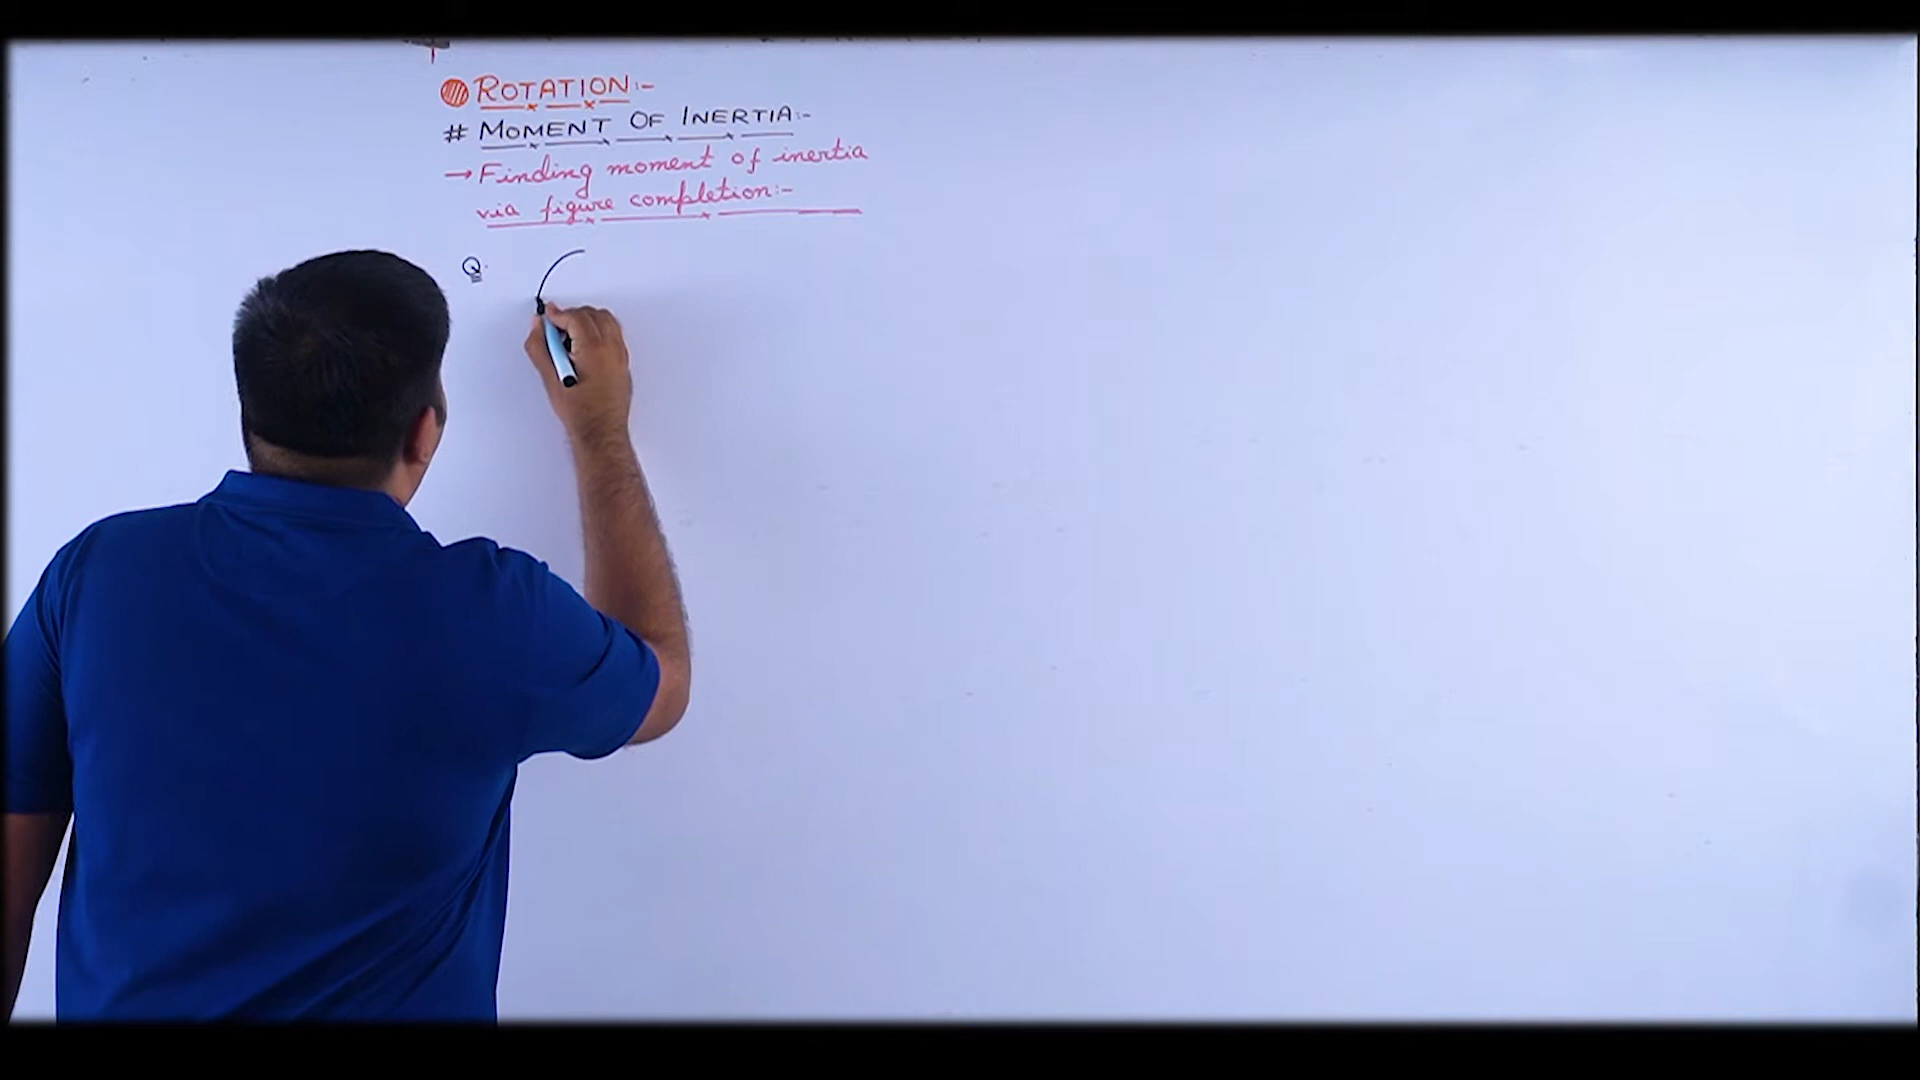 ROTATION:-
# MOMENT OF INERTIA:-
→ Finding moment of inertia
via figure completion:-
Q.